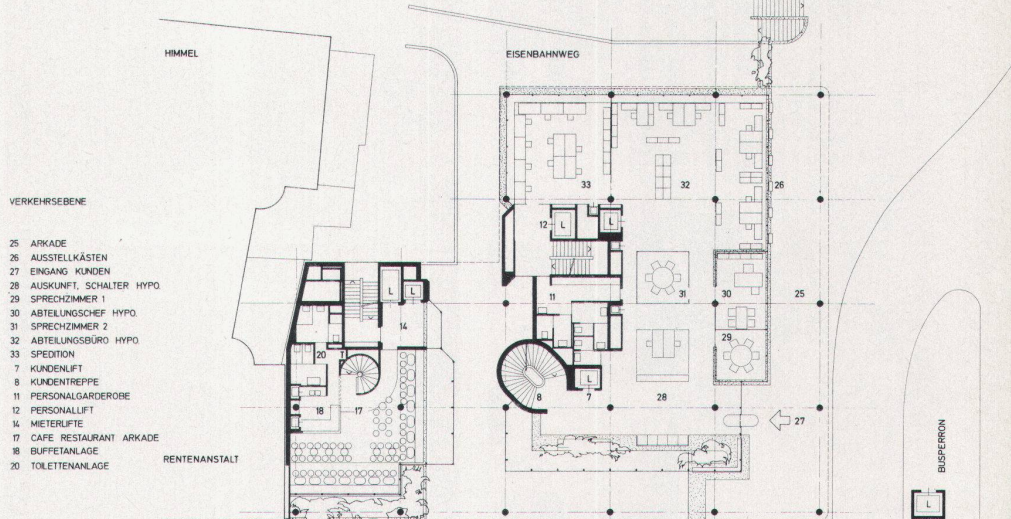 HIMMEL
EISENBAHNWEG
VERKEHRSEBENE
25 ARKADE
26 AUSSTELLKÄSTEN
27 EINGANG KUNDEN
28 AUSKUNFT, SCHALTER HYPO.
29 SPRECHZIMMER 1
30 ABTEILUNGSCHEF HYPO.
31 SPRECHZIMMER 2
32 ABTEILUNGSBÜRO HYPO.
33 SPEDITION
7 KUNDENLIFT
8 KUNDENTREPPE
11 PERSONALGARDEROBE
12 PERSONALLIFT
14 MIETERLIFTE
17 CAFE RESTAURANT ARKADE
18 BUFFETANLAGE
20 TOILETTENANLAGE
RENTENANSTALT
33
32
26
12
L
L
L
L
11
31
30
25
14
29
20
18
17
8
L
7
28
27
BUSPERRON
L